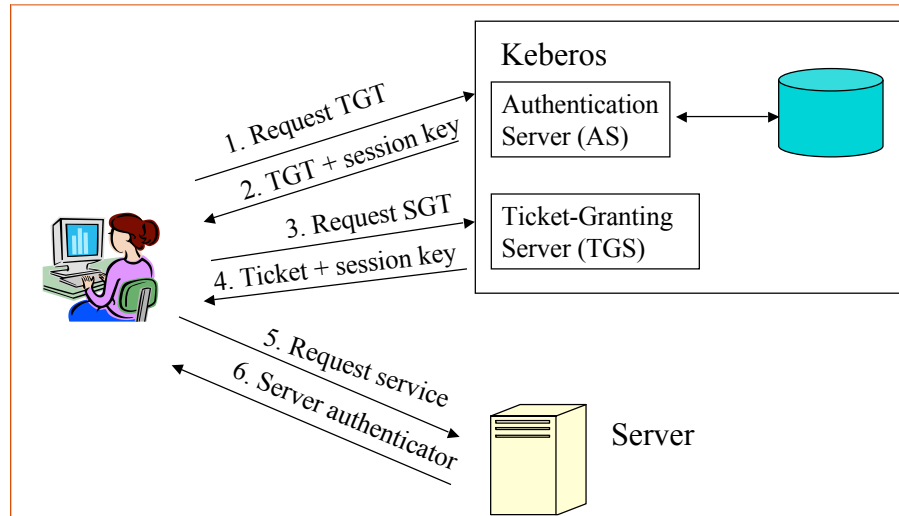 Keberos
Authentication
Server (AS)
1. Request TGT
2. TGT + session key
3. Request SGT
4. Ticket + session key
Ticket-Granting
Server (TGS)
5. Request service
6. Server authenticator
Server